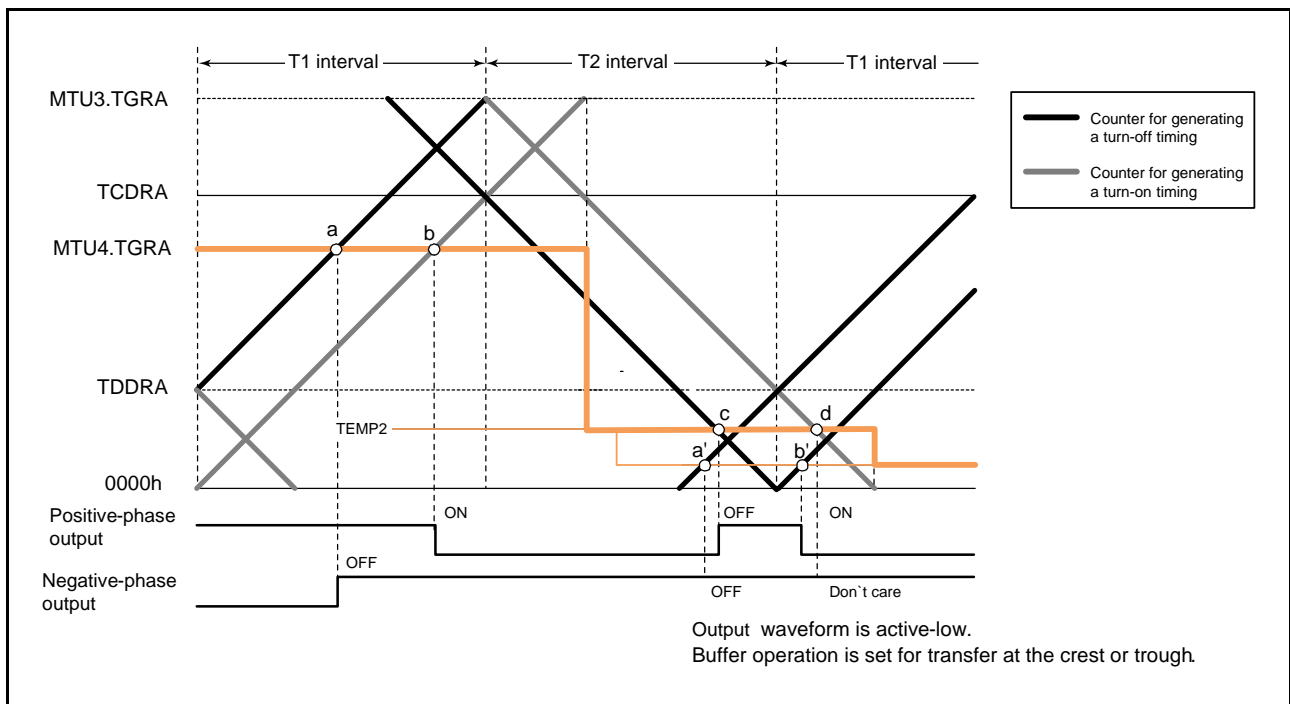 T1 interval
T2 interval
T1 interval
MTU3.TGRA
TCDRA
MTU4.TGRA
TDDRA
0000h
Counter for generating
a turn-off timing
Counter for generating
a turn-on timing
a
b
TEMP2
c
d
a'
b'
Positive-phase
output
ON
OFF
ON
Negative-phase
output
OFF
OFF
Don`t care
Output waveform is active-low.
Buffer operation is set for transfer at the crest or trough.